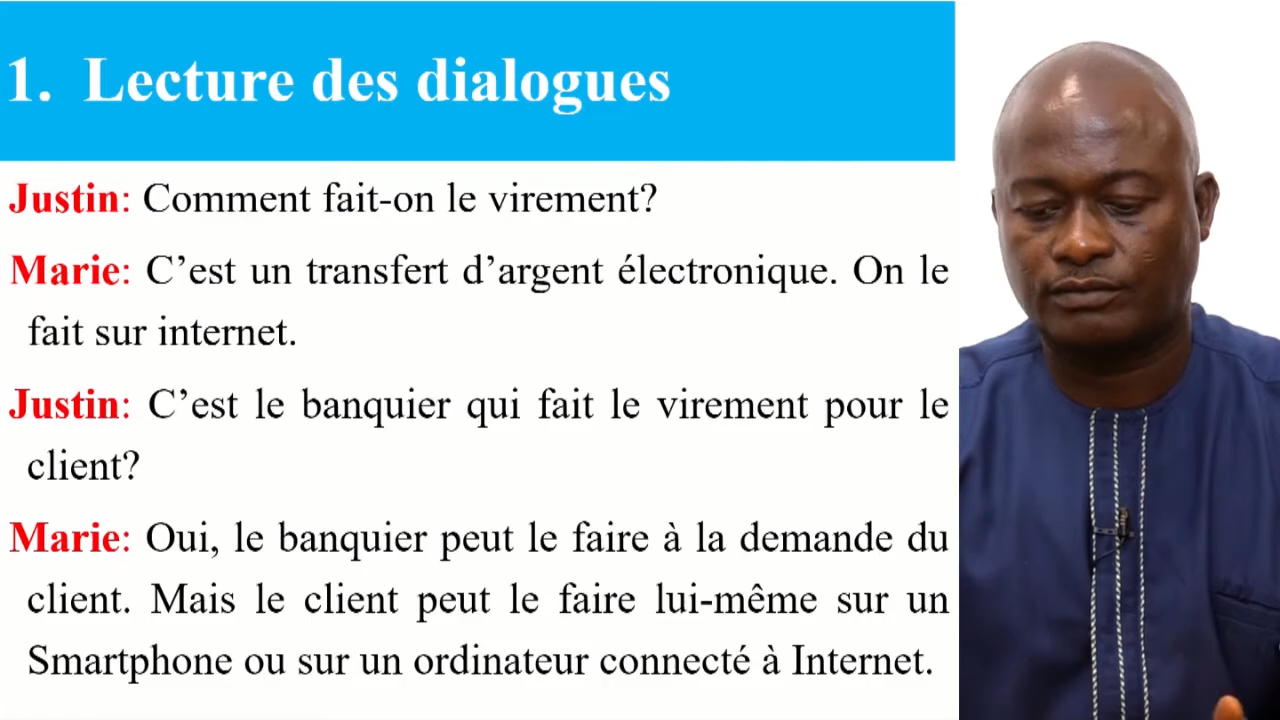 1. Lecture des dialogues
Justin: Comment fait-on le virement?
Marie: C’est un transfert d’argent électronique. On le
fait sur internet.
Justin: C’est le banquier qui fait le virement pour le
client?
Marie: Oui, le banquier peut le faire à la demande du
client. Mais le client peut le faire lui-même sur un
Smartphone ou sur un ordinateur connecté à Internet.